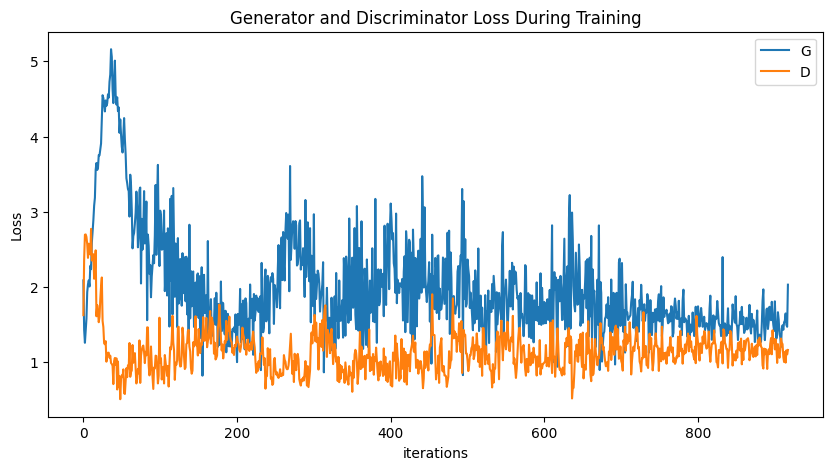 Generator and Discriminator Loss During Training
G
D
5
4
3
2
1
Loss
0
200
400
600
800
iterations